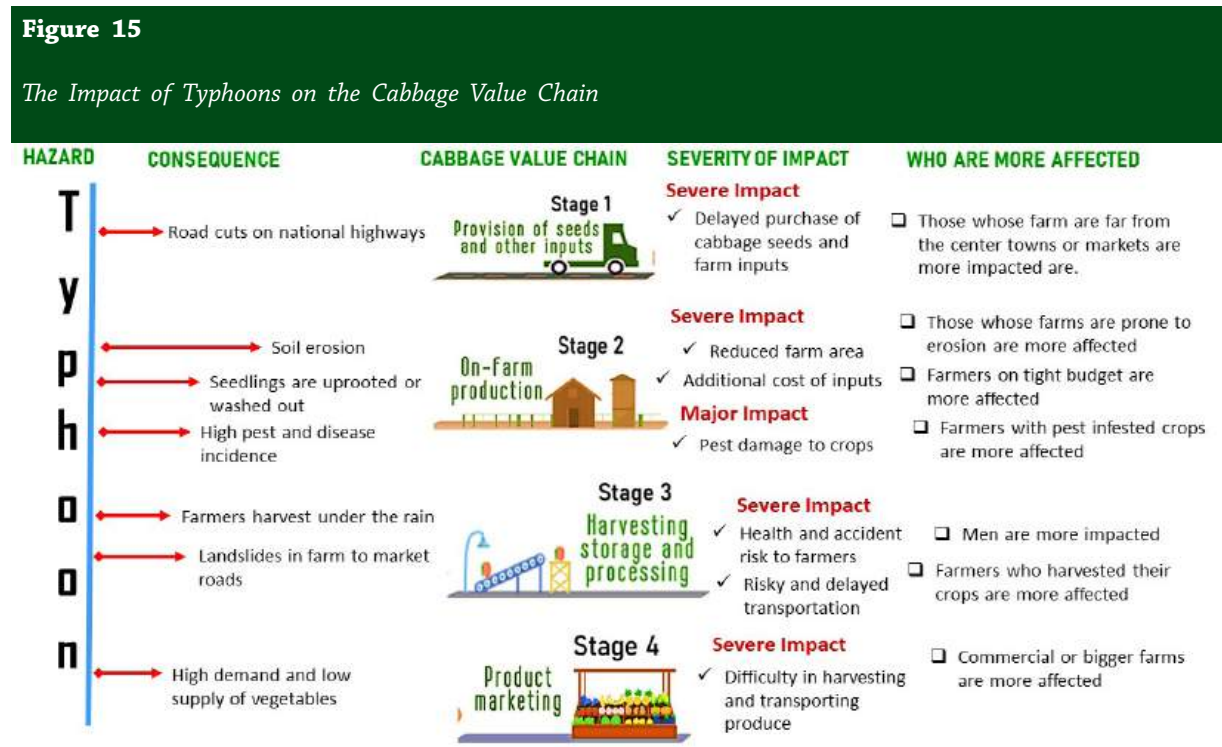 Figure 15
The Impact of Typhoons on the Cabbage Value Chain
HAZARD
CONSEQUENCE
CABBAGE VALUE CHAIN
SEVERITY OF IMPACT
WHO ARE MORE AFFECTED
Typhoon
Road cuts on national highways
Stage 1
Provision of seeds
and other inputs
Severe Impact
✓ Delayed purchase of
cabbage seeds and
farm inputs
❑ Those whose farm are far from
the center towns or markets are
more impacted are.
Soil erosion
Seedlings are uprooted or
washed out
High pest and disease
incidence
Stage 2
On-Farm
production
Severe Impact
✓ Reduced farm area
✓ Additional cost of inputs
Major Impact
✓ Pest damage to crops
❑ Those whose farms are prone to
erosion are more affected
❑ Farmers on tight budget are
more affected
❑ Farmers with pest infested crops
are more affected
Farmers harvest under the rain
Landslides in farm to market
roads
Stage 3
Harvesting
storage and
processing
Severe Impact
✓ Health and accident
risk to farmers
✓ Risky and delayed
transportation
❑ Men are more impacted
❑ Farmers who harvested their
crops are more affected
High demand and low
supply of vegetables
Stage 4
Product
marketing
Severe Impact
✓ Difficulty in harvesting
and transporting
produce
❑ Commercial or bigger farms
are more affected